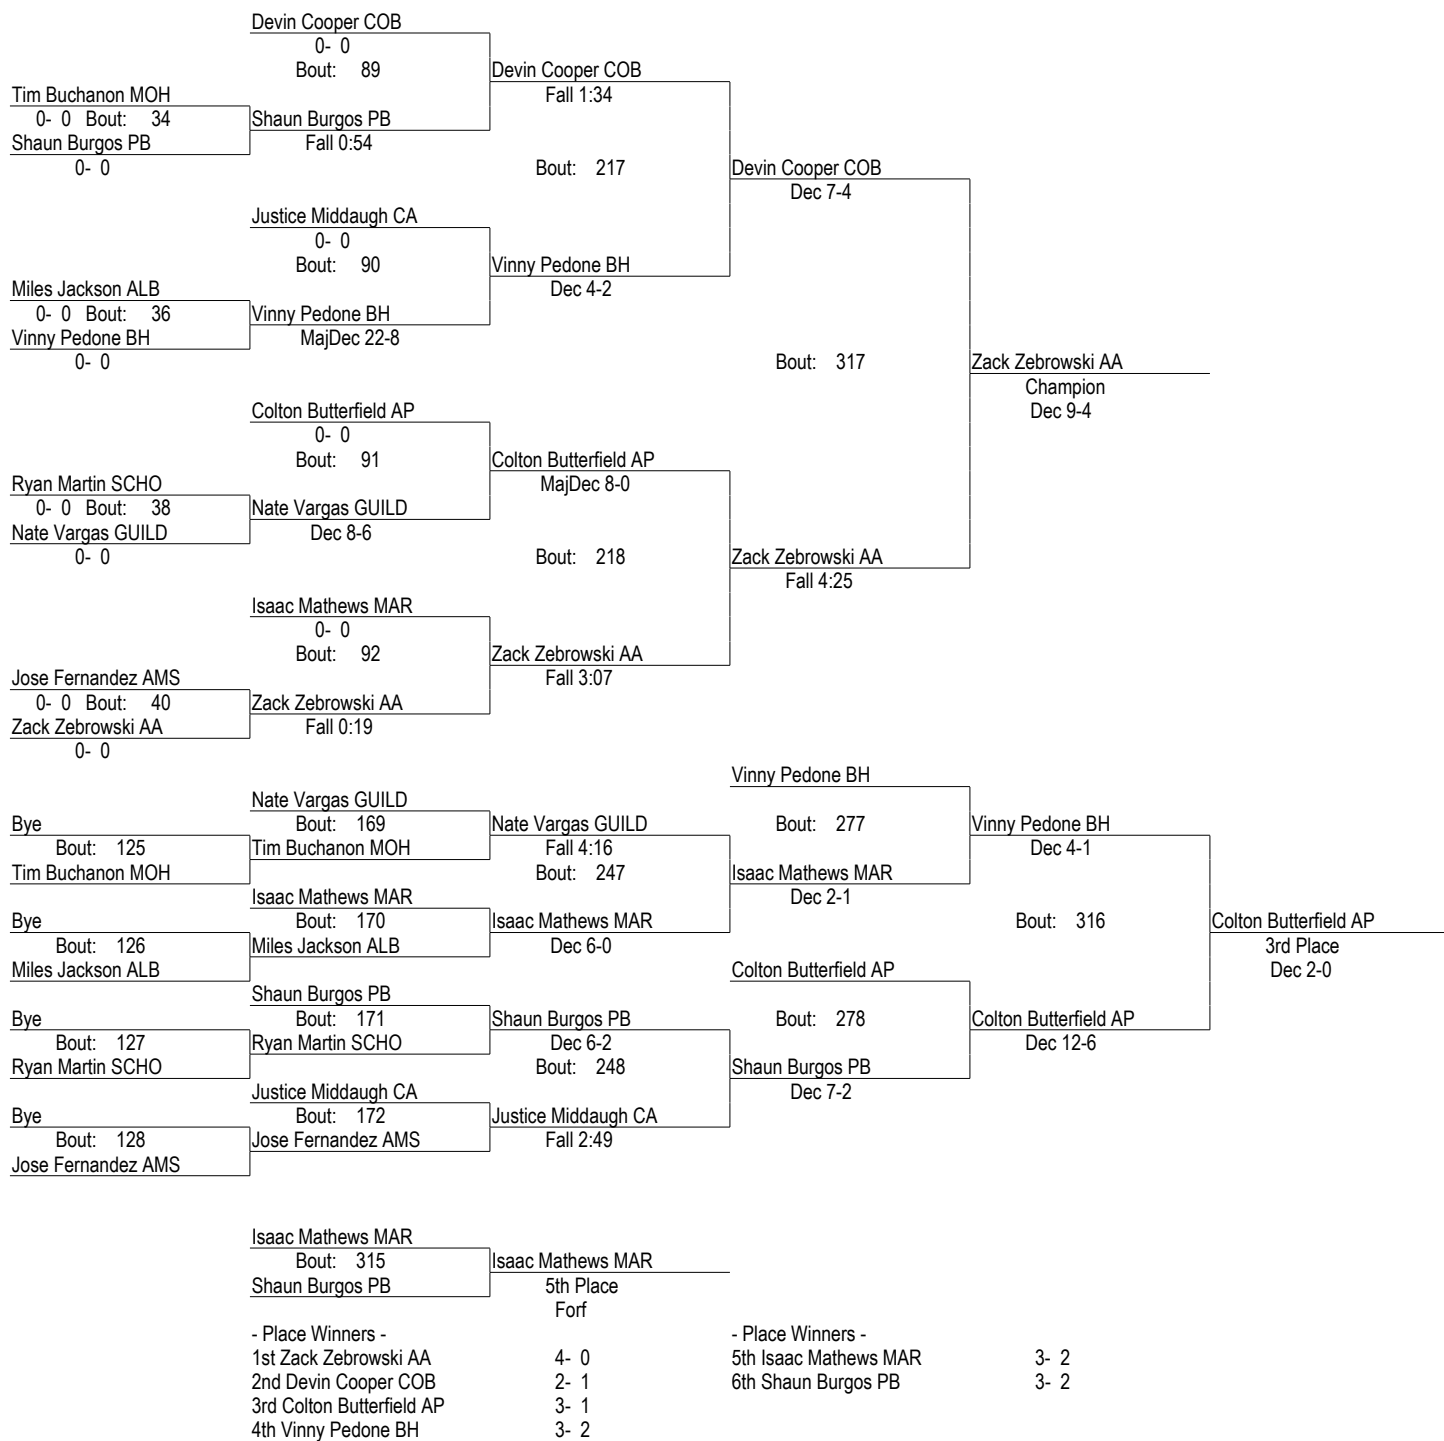 Devin Cooper COB
0- 0
Bout: 89
Devin Cooper COB
Tim Buchanon MOH
Fall 1:34
0- 0 Bout: 34
Shaun Burgos PB
Shaun Burgos PB
Fall 0:54
0- 0
Bout: 217
Devin Cooper COB
Dec 7-4
Justice Middaugh CA
0- 0
Bout: 90
Vinny Pedone BH
Miles Jackson ALB
Dec 4-2
0- 0 Bout: 36
Vinny Pedone BH
Vinny Pedone BH
MajDec 22-8
0- 0
Bout: 317
Zack Zebrowski AA
Champion
Colton Butterfield AP
Dec 9-4
0- 0
Bout: 91
Colton Butterfield AP
Ryan Martin SCHO
MajDec 8-0
0- 0 Bout: 38
Nate Vargas GUILD
Nate Vargas GUILD
Dec 8-6
0- 0
Bout: 218
Zack Zebrowski AA
Fall 4:25
Isaac Mathews MAR
0- 0
Bout: 92
Zack Zebrowski AA
Jose Fernandez AMS
Fall 3:07
0- 0 Bout: 40
Zack Zebrowski AA
Zack Zebrowski AA
Fall 0:19
0- 0
Vinny Pedone BH
Nate Vargas GUILD
Bye
Bout: 169
Nate Vargas GUILD
Bout: 277
Vinny Pedone BH
Bout: 125
Tim Buchanon MOH
Fall 4:16
Dec 4-1
Tim Buchanon MOH
Bout: 247
Isaac Mathews MAR
Isaac Mathews MAR
Dec 2-1
Bye
Bout: 170
Isaac Mathews MAR
Bout: 316
Colton Butterfield AP
Bout: 126
Miles Jackson ALB
Dec 6-0
3rd Place
Miles Jackson ALB
Colton Butterfield AP
Dec 2-0
Shaun Burgos PB
Bye
Bout: 171
Shaun Burgos PB
Bout: 278
Colton Butterfield AP
Bout: 127
Ryan Martin SCHO
Dec 6-2
Dec 12-6
Ryan Martin SCHO
Bout: 248
Shaun Burgos PB
Justice Middaugh CA
Dec 7-2
Bye
Bout: 172
Justice Middaugh CA
Bout: 128
Jose Fernandez AMS
Fall 2:49
Jose Fernandez AMS
Isaac Mathews MAR
Bout: 315
Isaac Mathews MAR
Shaun Burgos PB
5th Place
Forf
- Place Winners -
1st Zack Zebrowski AA 4- 0
2nd Devin Cooper COB 2- 1
3rd Colton Butterfield AP 3- 1
4th Vinny Pedone BH 3- 2
- Place Winners -
5th Isaac Mathews MAR 3- 2
6th Shaun Burgos PB 3- 2